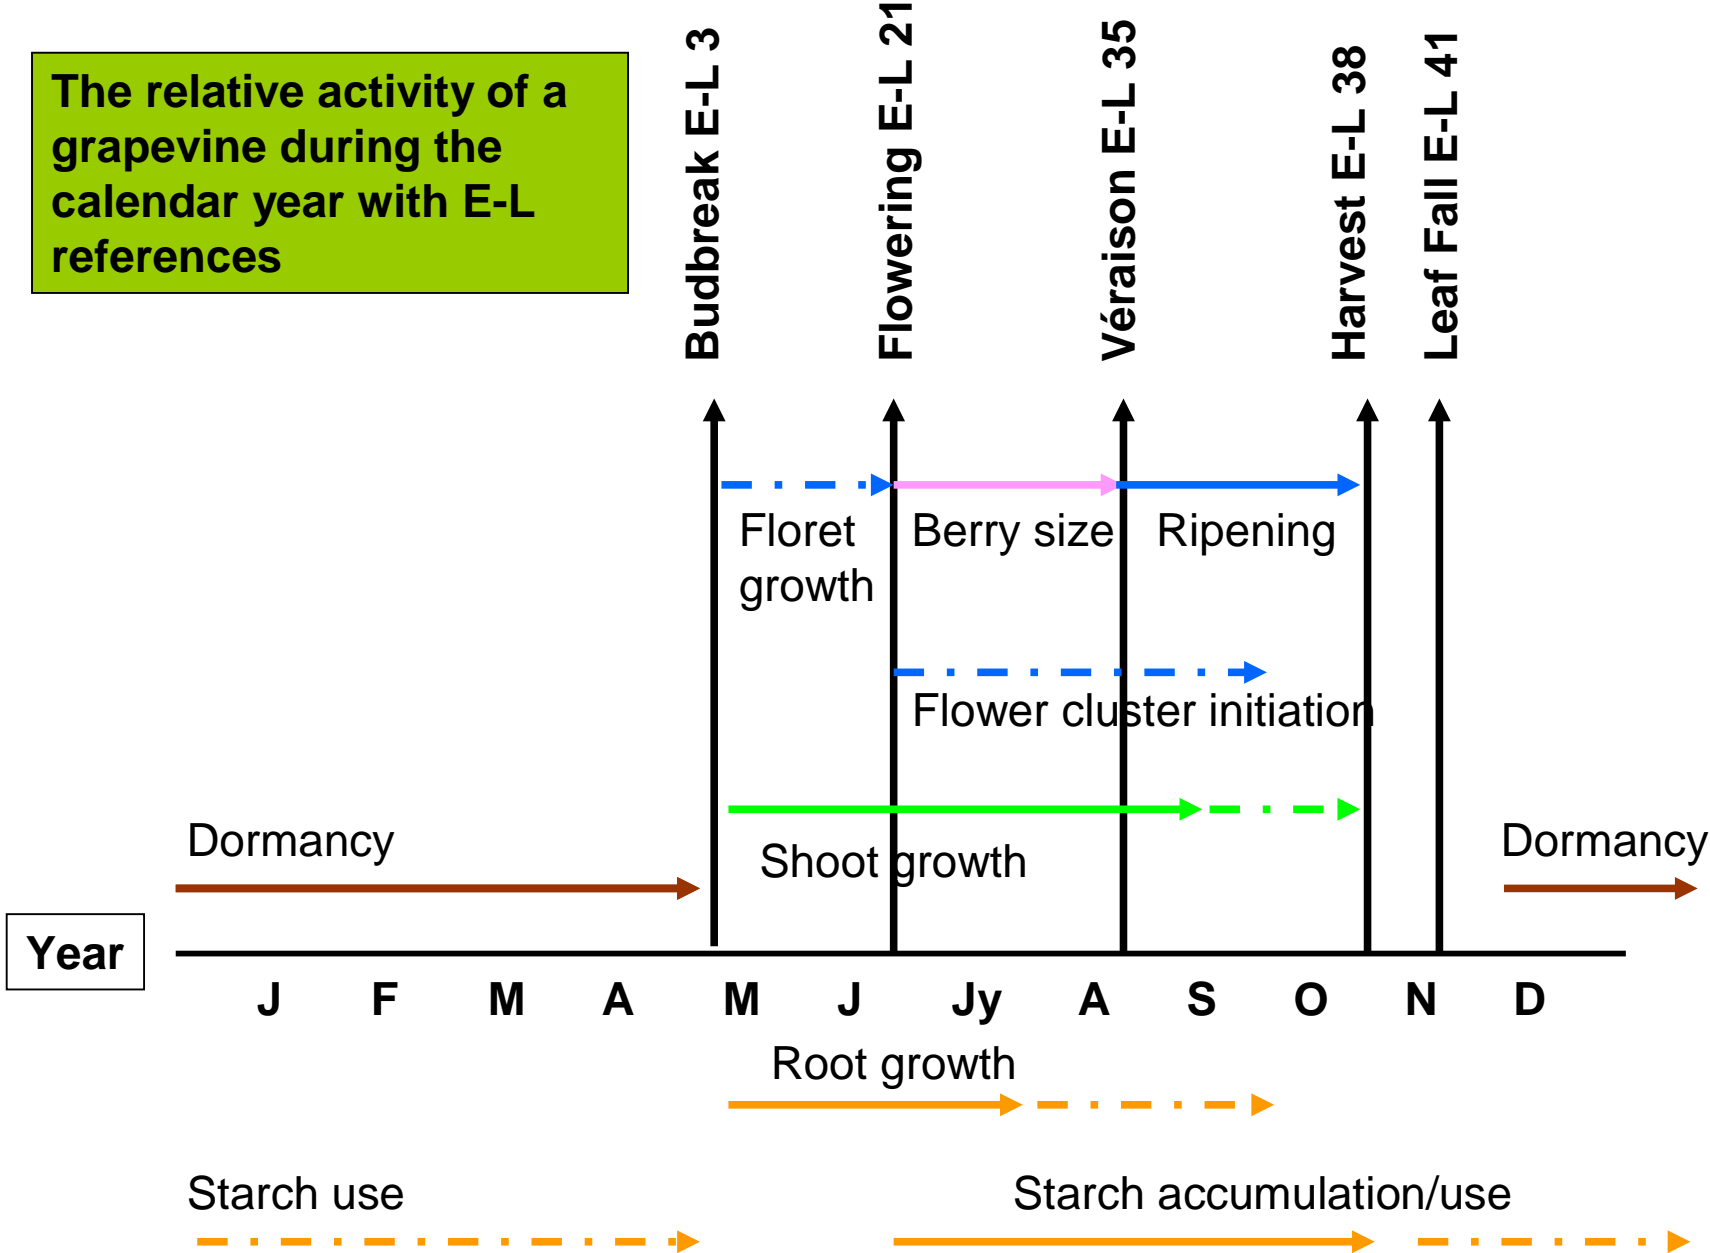 The relative activity of a
grapevine during the
calendar year with E-L
references
Budbreak E-L 3
Flowering E-L 21
Véraison E-L 35
Harvest E-L 38
Leaf Fall E-L 41
Floret
growth
Berry size
Ripening
Flower cluster initiation
Dormancy
Shoot growth
Dormancy
Year
J F M A M J Jy A S O N D
Root growth
Starch use
Starch accumulation/use